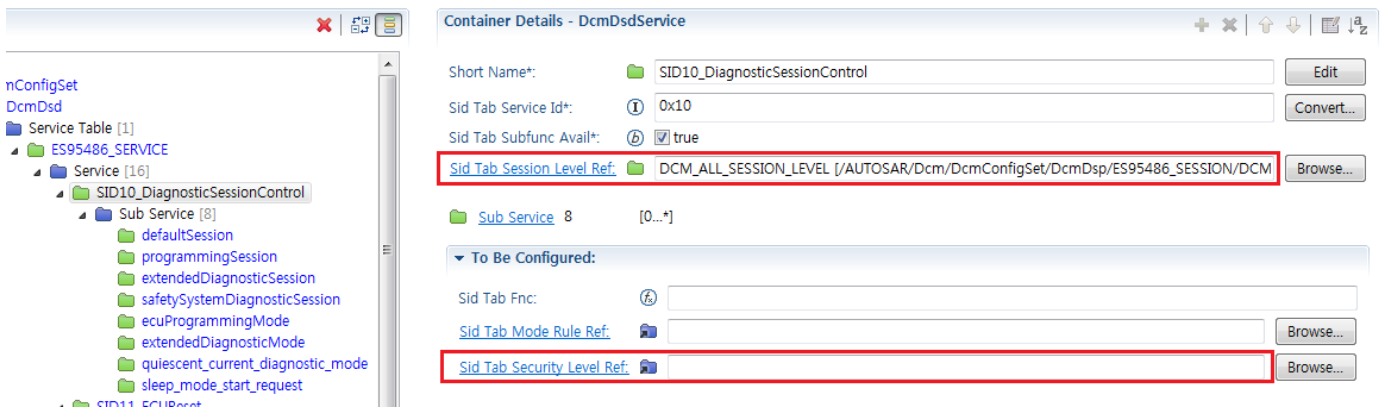 mConfigSet
DcmDsd
Service Table [1]
ES95486_SERVICE
Service [16]
SID10_DiagnosticSessionControl
Sub Service [8]
defaultSession
programmingSession
extendedDiagnosticSession
safetySystemDiagnosticSession
ecuProgrammingMode
extendedDiagnosticMode
quiescent_current_diagnostic_mode
sleep_mode_start_request
SID11_ECUReset
Container Details - DcmDsdService
Short Name*: SID10_DiagnosticSessionControl Edit
Sid Tab Service Id*: 0x10 Convert...
Sid Tab Subfunc Avail*: true
Sid Tab Session Level Ref: DCM_ALL_SESSION_LEVEL [/AUTOSAR/Dcm/DcmConfigSet/DcmDsp/ES95486_SESSION/DCM Browse...
Sub Service 8 [0...*]
To Be Configured:
Sid Tab Fnc:
Sid Tab Mode Rule Ref: Browse...
Sid Tab Security Level Ref: Browse...